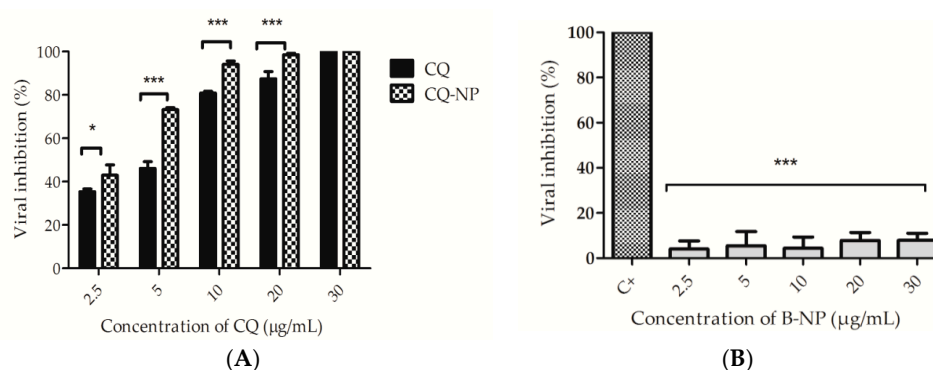 ***
***
100
80
60
40
20
0
Viral inhibition (%)
*
***
CQ
CQ-NP
2.5
5
10
20
30
Concentration of CQ (µg/mL)
(A)
B
100
80
60
40
20
0
Viral inhibition (%)
***
C+
2.5
5
10
20
30
Concentration of B-NP (µg/mL)
(B)